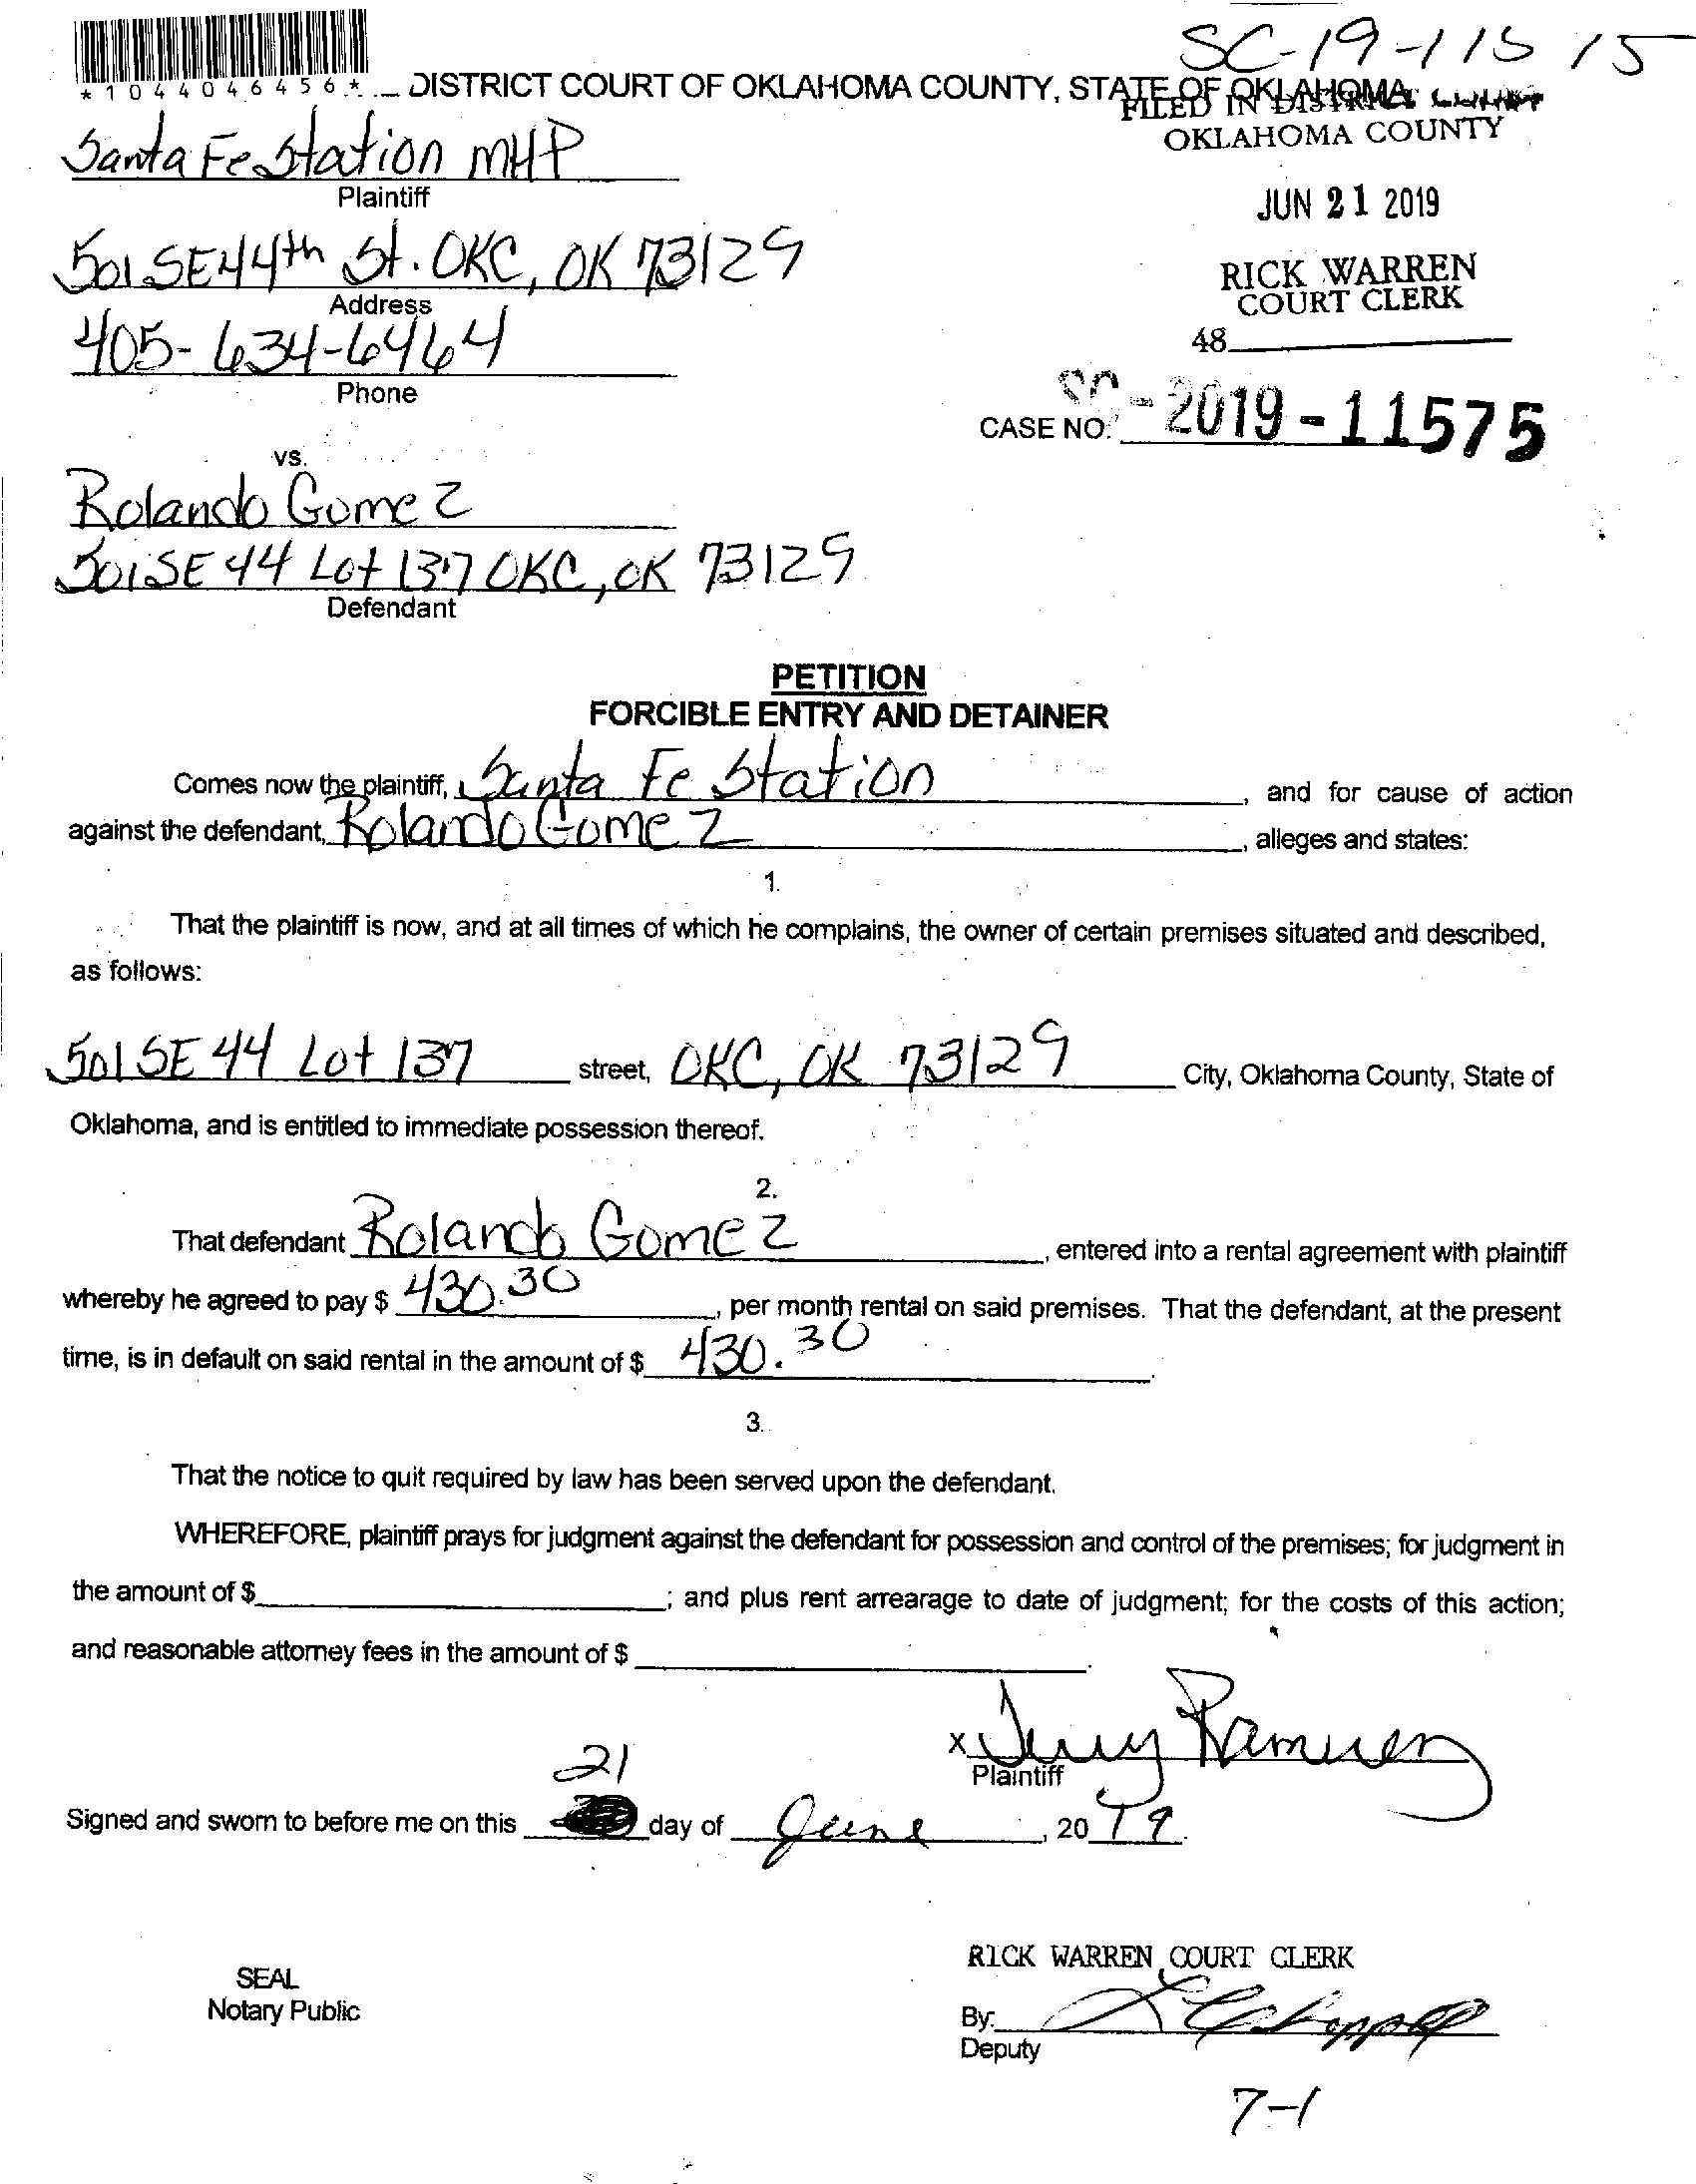 SC-19-115 15
*1044046456*
DISTRICT COURT OF OKLAHOMA COUNTY, STATE OF OKLAHOMA
FILED IN DISTRICT COURT
OKLAHOMA COUNTY
Santa Fe Station MHP
Plaintiff
JUN 21 2019
501 SE 44th St. OKC, OK 73129
Address
RICK WARREN
COURT CLERK
405-634-6464
Phone
48
CASE NO. SC-2019-11575
vs.
Rolando Gomez
501 SE 44 Lot 137 OKC, OK 73129
Defendant
PETITION
FORCIBLE ENTRY AND DETAINER
Comes now the plaintiff, Santa Fe Station, and for cause of action
against the defendant, Rolando Gomez, alleges and states:
1.
That the plaintiff is now, and at all times of which he complains, the owner of certain premises situated and described,
as follows:
501 SE 44 Lot 137 street, OKC, OK 73129 City, Oklahoma County, State of
Oklahoma, and is entitled to immediate possession thereof.
2.
That defendant Rolando Gomez, entered into a rental agreement with plaintiff
whereby he agreed to pay $ 430.30, per month rental on said premises. That the defendant, at the present
time, is in default on said rental in the amount of $ 430.30.
3.
That the notice to quit required by law has been served upon the defendant.
WHEREFORE, plaintiff prays for judgment against the defendant for possession and control of the premises; for judgment in
the amount of $ ; and plus rent arrearage to date of judgment; for the costs of this action;
and reasonable attorney fees in the amount of $ .
x
Plaintiff
21
Signed and sworn to before me on this day of June, 20 19.
RICK WARREN COURT CLERK
SEAL
Notary Public
By:
Deputy
7-1